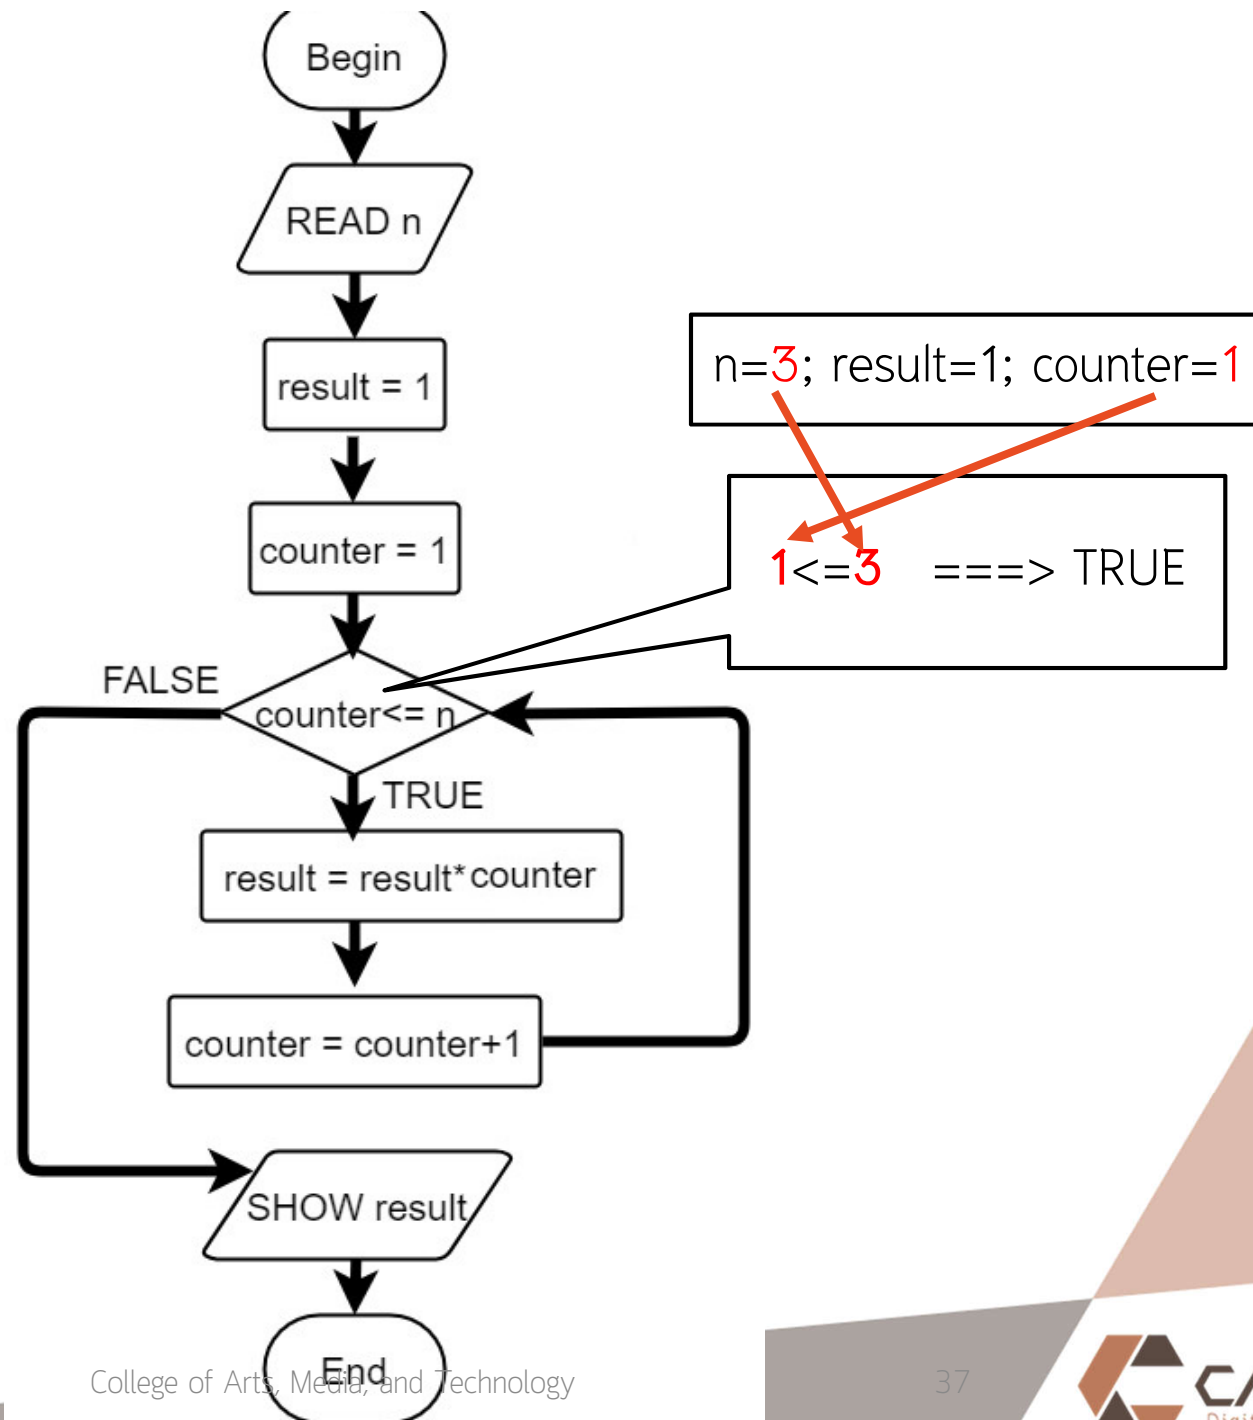 Begin
READ n
result = 1
counter = 1
n=3; result=1; counter=1
1<=3 ===> TRUE
FALSE
counter<= n
TRUE
result = result*counter
counter = counter+1
SHOW result
End
College of Arts, Media, and Technology
37